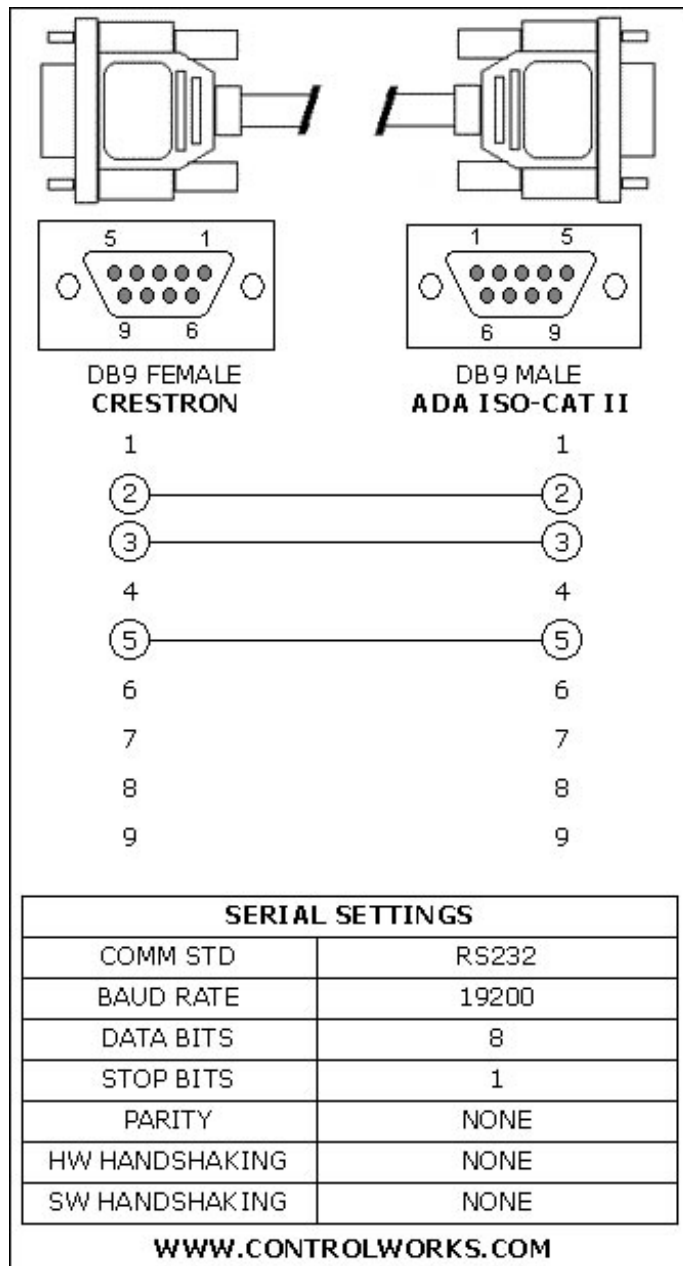 5 1 1 5
9 6 6 9
DB9 FEMALE DB9 MALE
CRESTRON ADA ISO-CAT II
1 1
2 2
3 3
4 4
5 5
6 6
7 7
8 8
9 9
SERIAL SETTINGS
COMM STD RS232
BAUD RATE 19200
DATA BITS 8
STOP BITS 1
PARITY NONE
HW HANDSHAKING NONE
SW HANDSHAKING NONE
WWW.CONTROLWORKS.COM